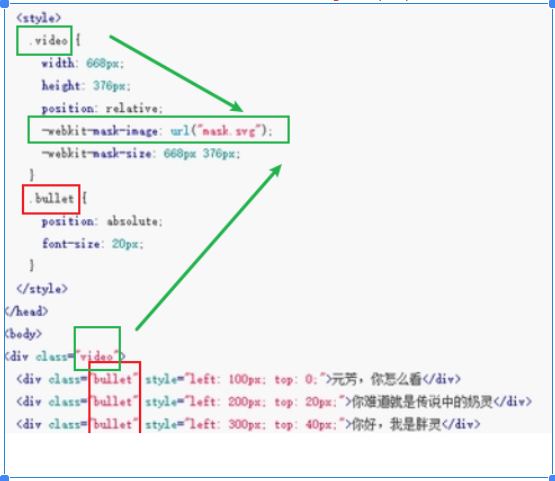 <style>
.video {
width: 668px;
height: 376px;
position: relative;
-webkit-mask-image: url("mask.svg");
-webkit-mask-size: 668px 376px;
}
.bullet {
position: absolute;
font-size: 20px;
}
</style>
</head>
<body>
<div class="video">
<div class="bullet" style="left: 100px; top: 0;">元芳，你怎么看</div>
<div class="bullet" style="left: 200px; top: 20px;">你难道就是传说中的奶灵</div>
<div class="bullet" style="left: 300px; top: 40px;">你好，我是胖灵</div>